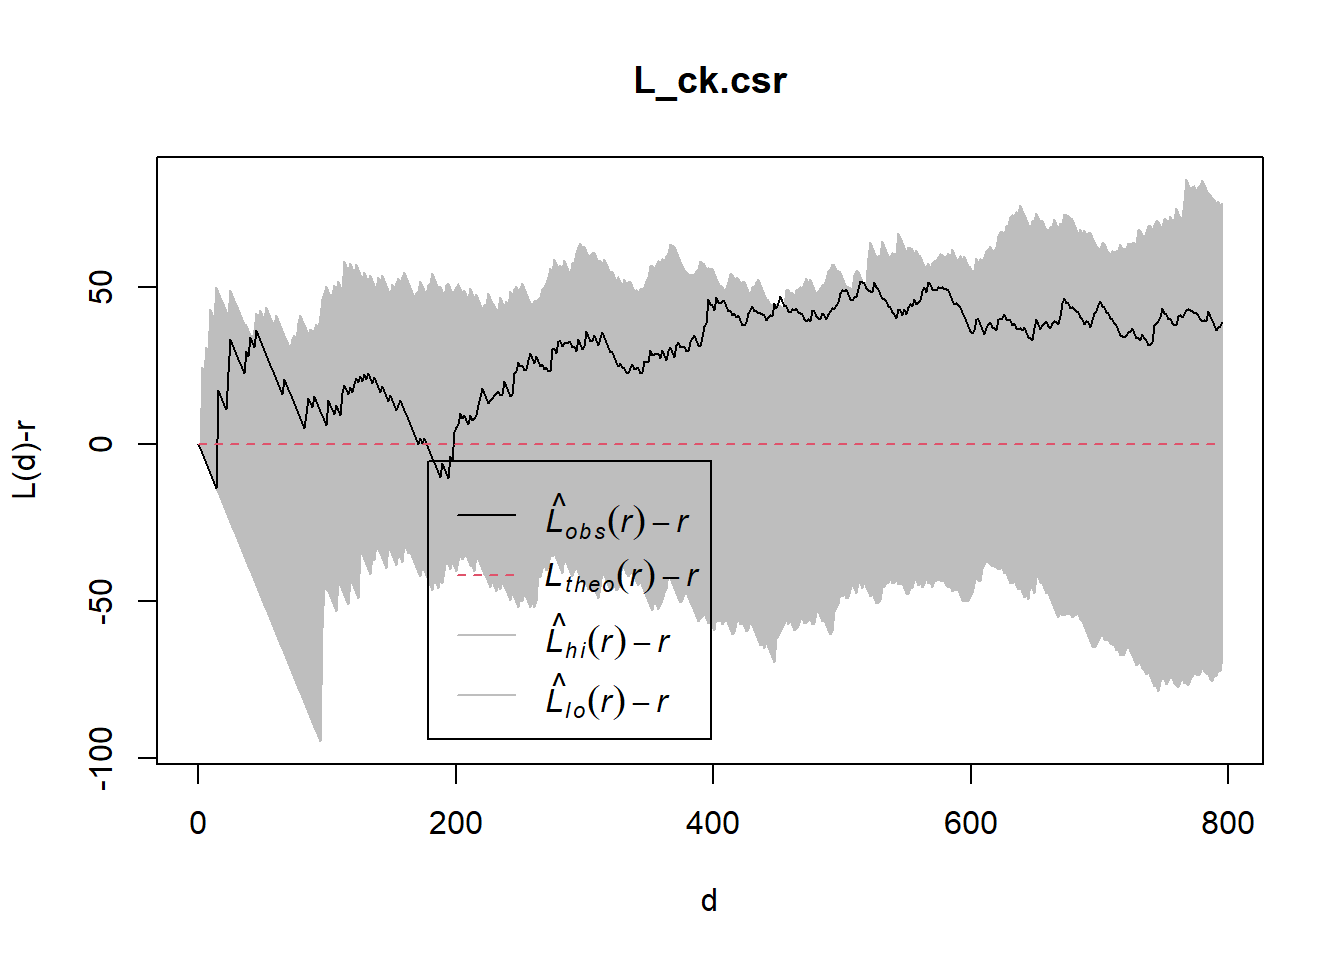 L_ck.csr
L(d)-r
50
0
-50
-100
L̂obs(r) – r
Ltheo(r) – r
L̂hi(r) – r
L̂lo(r) – r
0 200 400 600 800
d